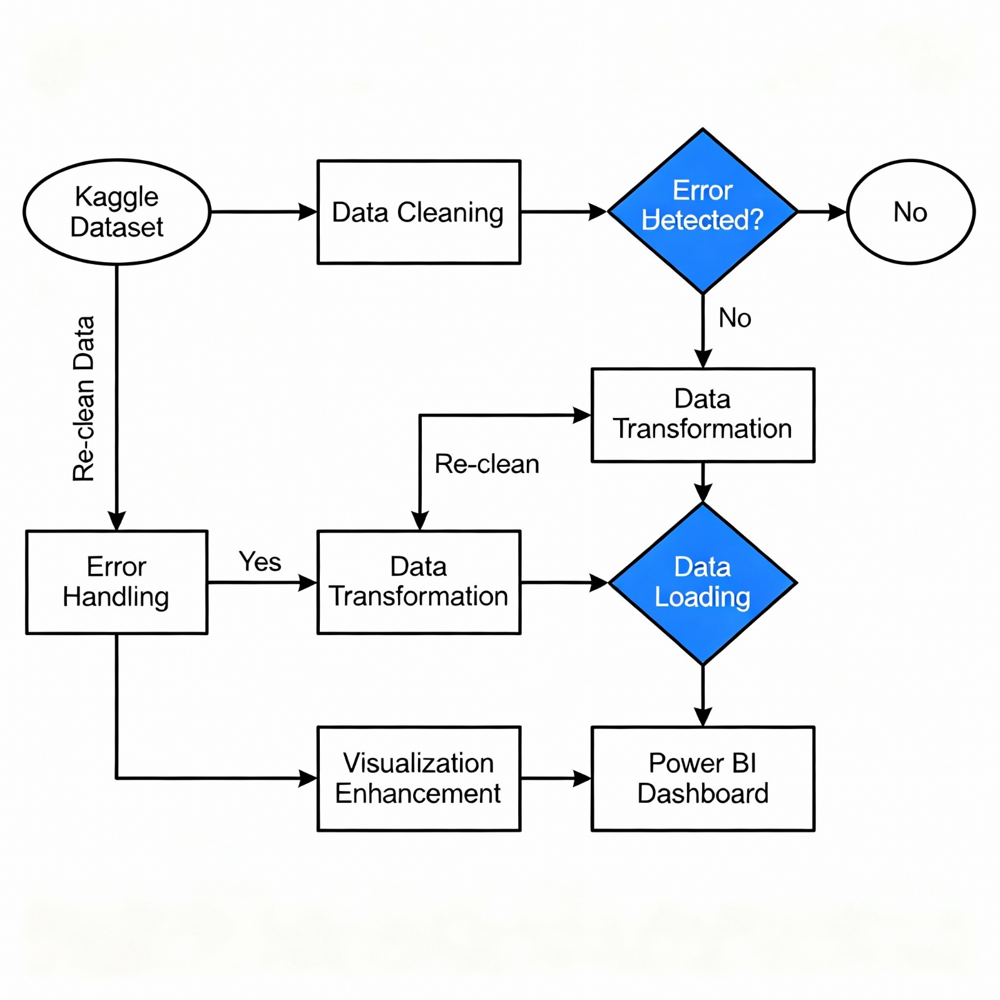 Kaggle
Dataset
Data Cleaning
Error
Hetected?
No
No
Re-clean Data
Data
Transformation
Re-clean
Error
Handling
Yes
Data
Transformation
Data
Loading
Visualization
Enhancement
Power BI
Dashboard